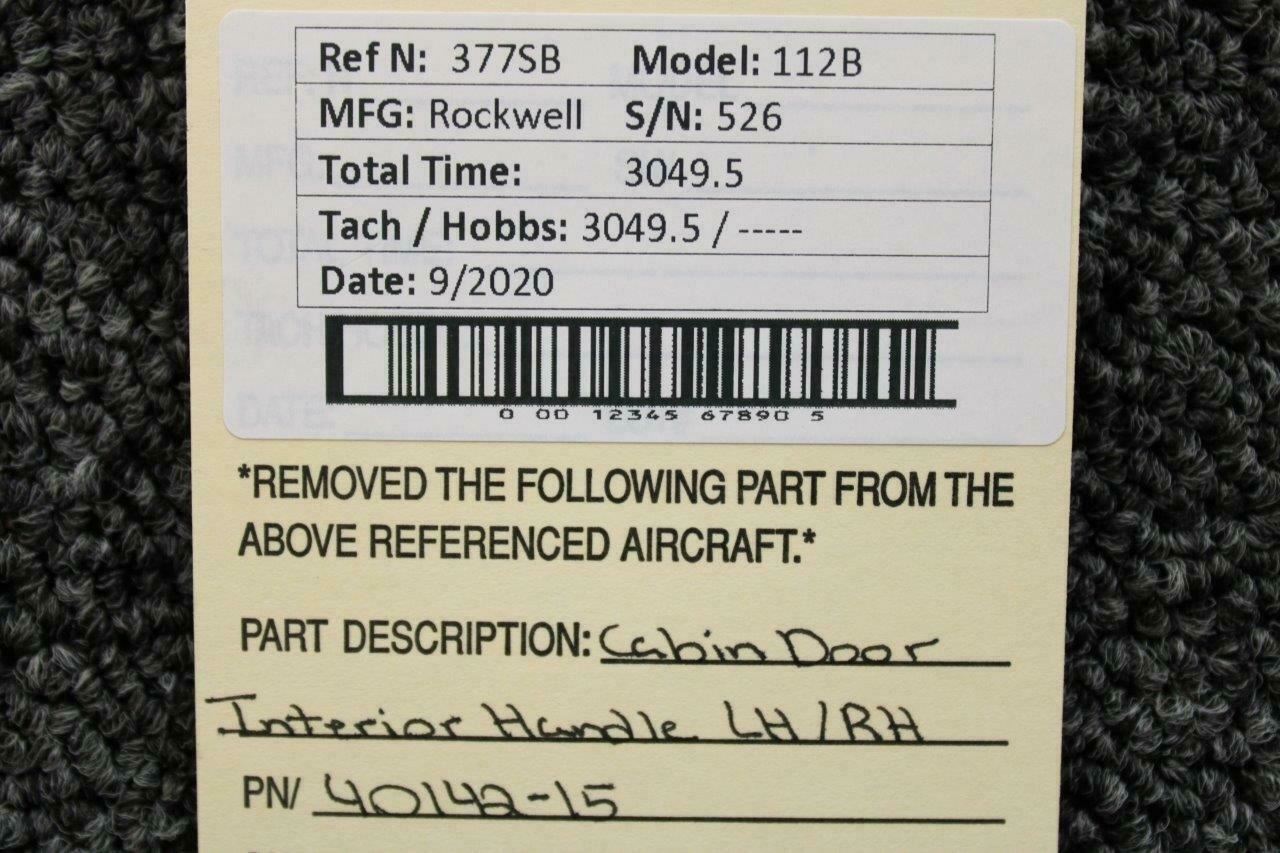 Ref N: 377SB Model: 112B
MFG: Rockwell S/N: 526
Total Time: 3049.5
Tach / Hobbs: 3049.5 / -----
Date: 9/2020
0 00 12345 67890 5
*REMOVED THE FOLLOWING PART FROM THE
ABOVE REFERENCED AIRCRAFT.*
PART DESCRIPTION: Cabin Door
Interior Handle LH/RH
PN/ 40142-15